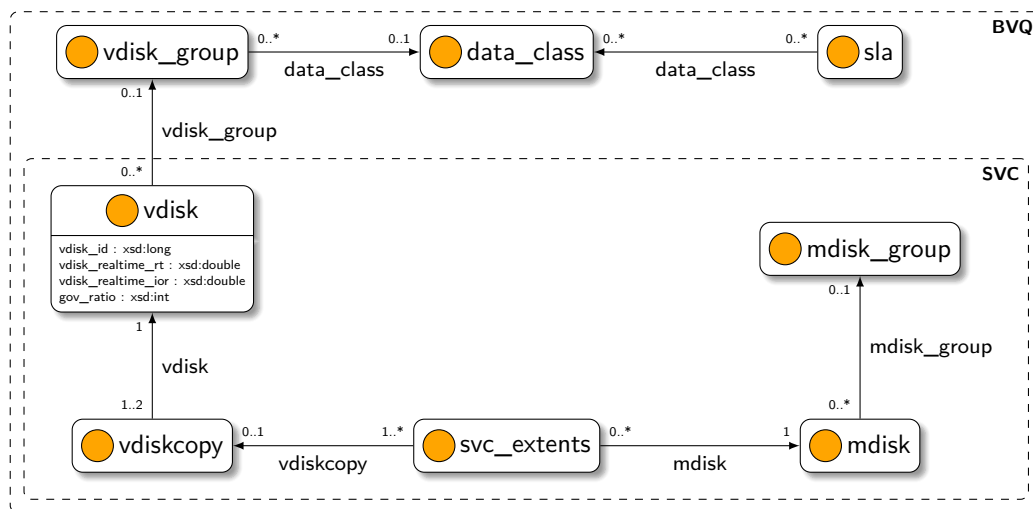 BVQ
vdisk_group
0..*
0..1
data_class
data_class
0..*
0..*
data_class
sla
0..1
vdisk_group
0..*
SVC
vdisk
vdisk_id : xsd:long
vdisk_realtime_rt : xsd:double
vdisk_realtime_ior : xsd:double
gov_ratio : xsd:int
mdisk_group
1
0..1
vdisk
mdisk_group
1..2
0..*
vdiskcopy
0..1
1..*
vdiskcopy
svc_extents
0..*
1
mdisk
mdisk